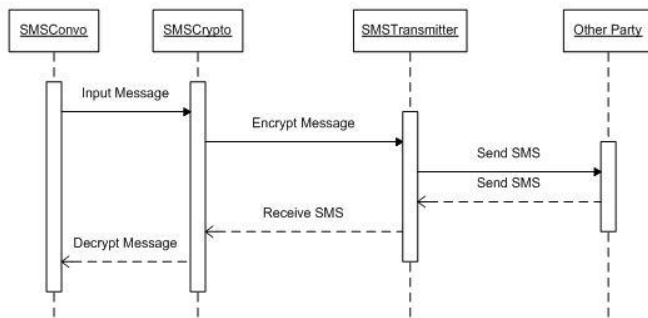 SMSConvo
SMSCrypto
SMSTransmitter
Other Party
Input Message
Encrypt Message
Send SMS
Send SMS
Receive SMS
Decrypt Message